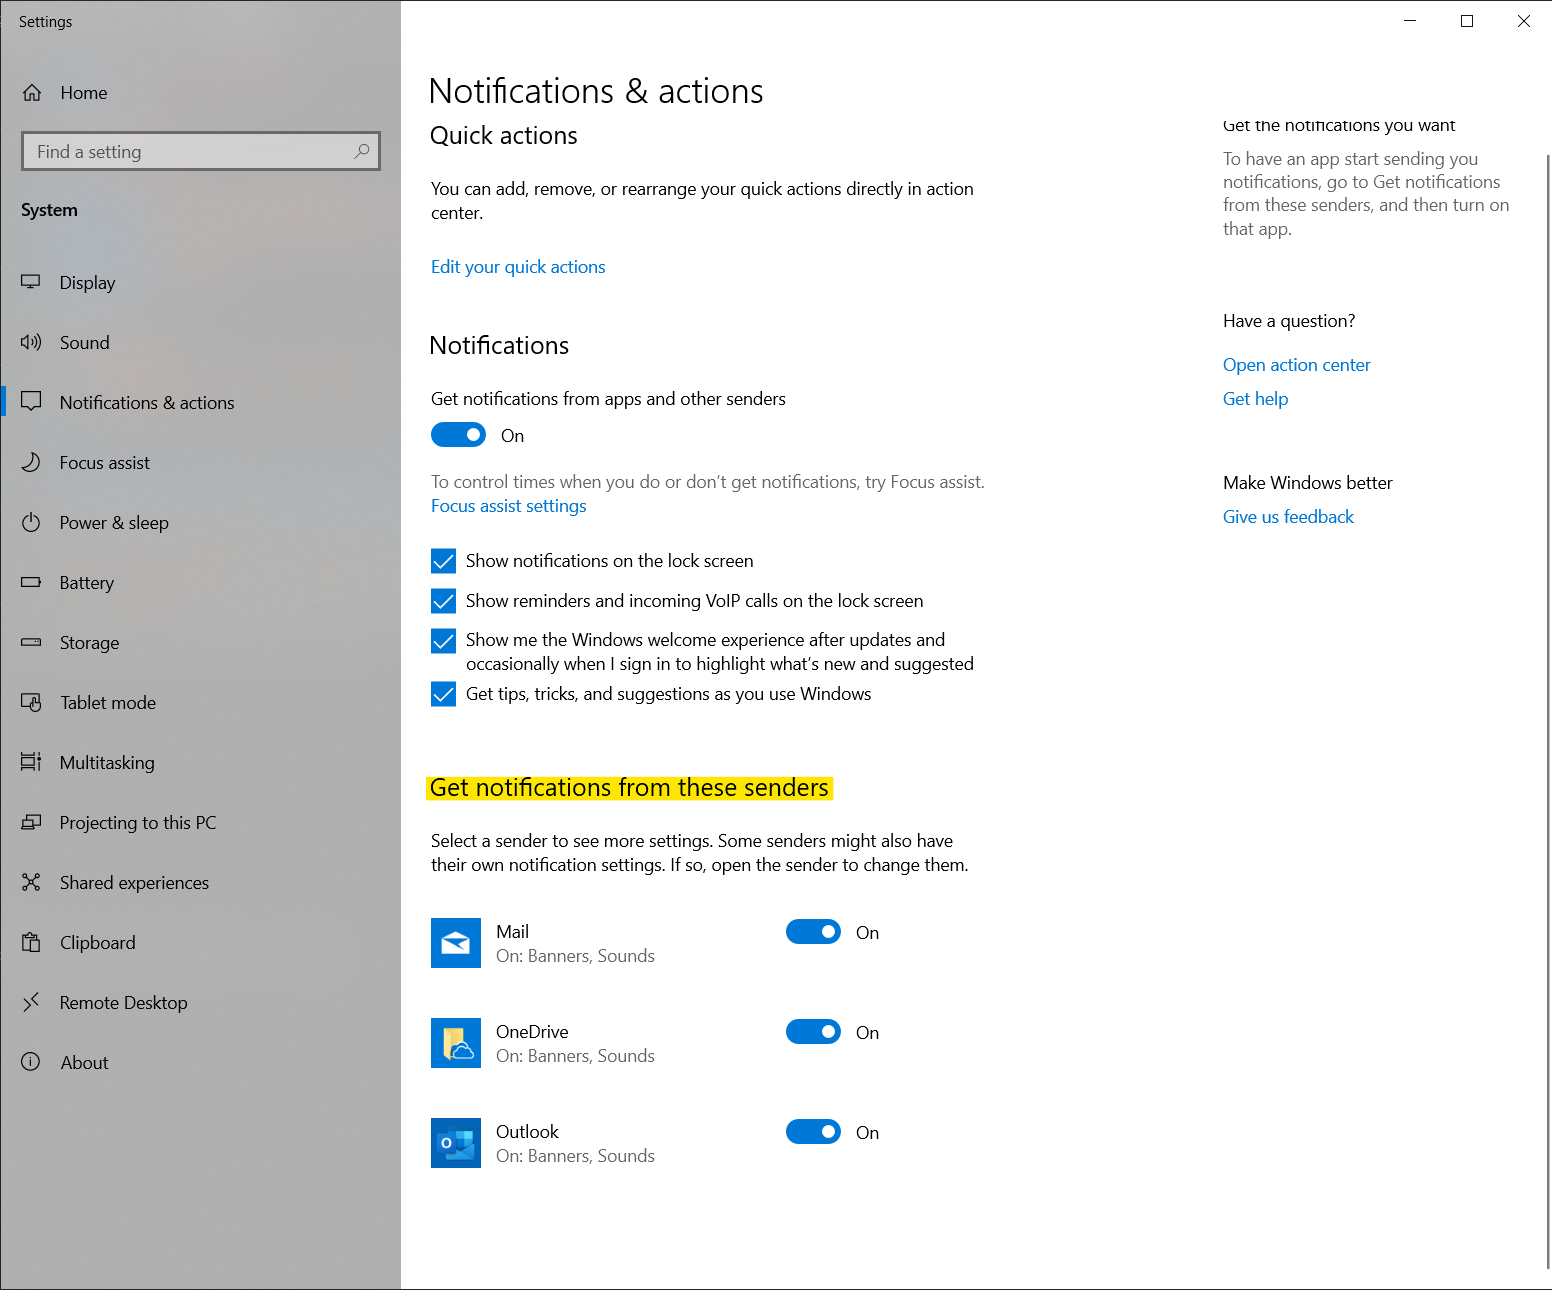 Settings
Home
Find a setting
System
Display
Sound
Notifications & actions
Focus assist
Power & sleep
Battery
Storage
Tablet mode
Multitasking
Projecting to this PC
Shared experiences
Clipboard
Remote Desktop
About
Notifications & actions
Quick actions
You can add, remove, or rearrange your quick actions directly in action
center.
Edit your quick actions
Notifications
Get notifications from apps and other senders
On
To control times when you do or don’t get notifications, try Focus assist.
Focus assist settings
Show notifications on the lock screen
Show reminders and incoming VoIP calls on the lock screen
Show me the Windows welcome experience after updates and
occasionally when I sign in to highlight what’s new and suggested
Get tips, tricks, and suggestions as you use Windows
Get notifications from these senders
Select a sender to see more settings. Some senders might also have
their own notification settings. If so, open the sender to change them.
Mail
On: Banners, Sounds
On
OneDrive
On: Banners, Sounds
On
Outlook
On: Banners, Sounds
On
Get the notifications you want
To have an app start sending you
notifications, go to Get notifications
from these senders, and then turn on
that app.
Have a question?
Open action center
Get help
Make Windows better
Give us feedback